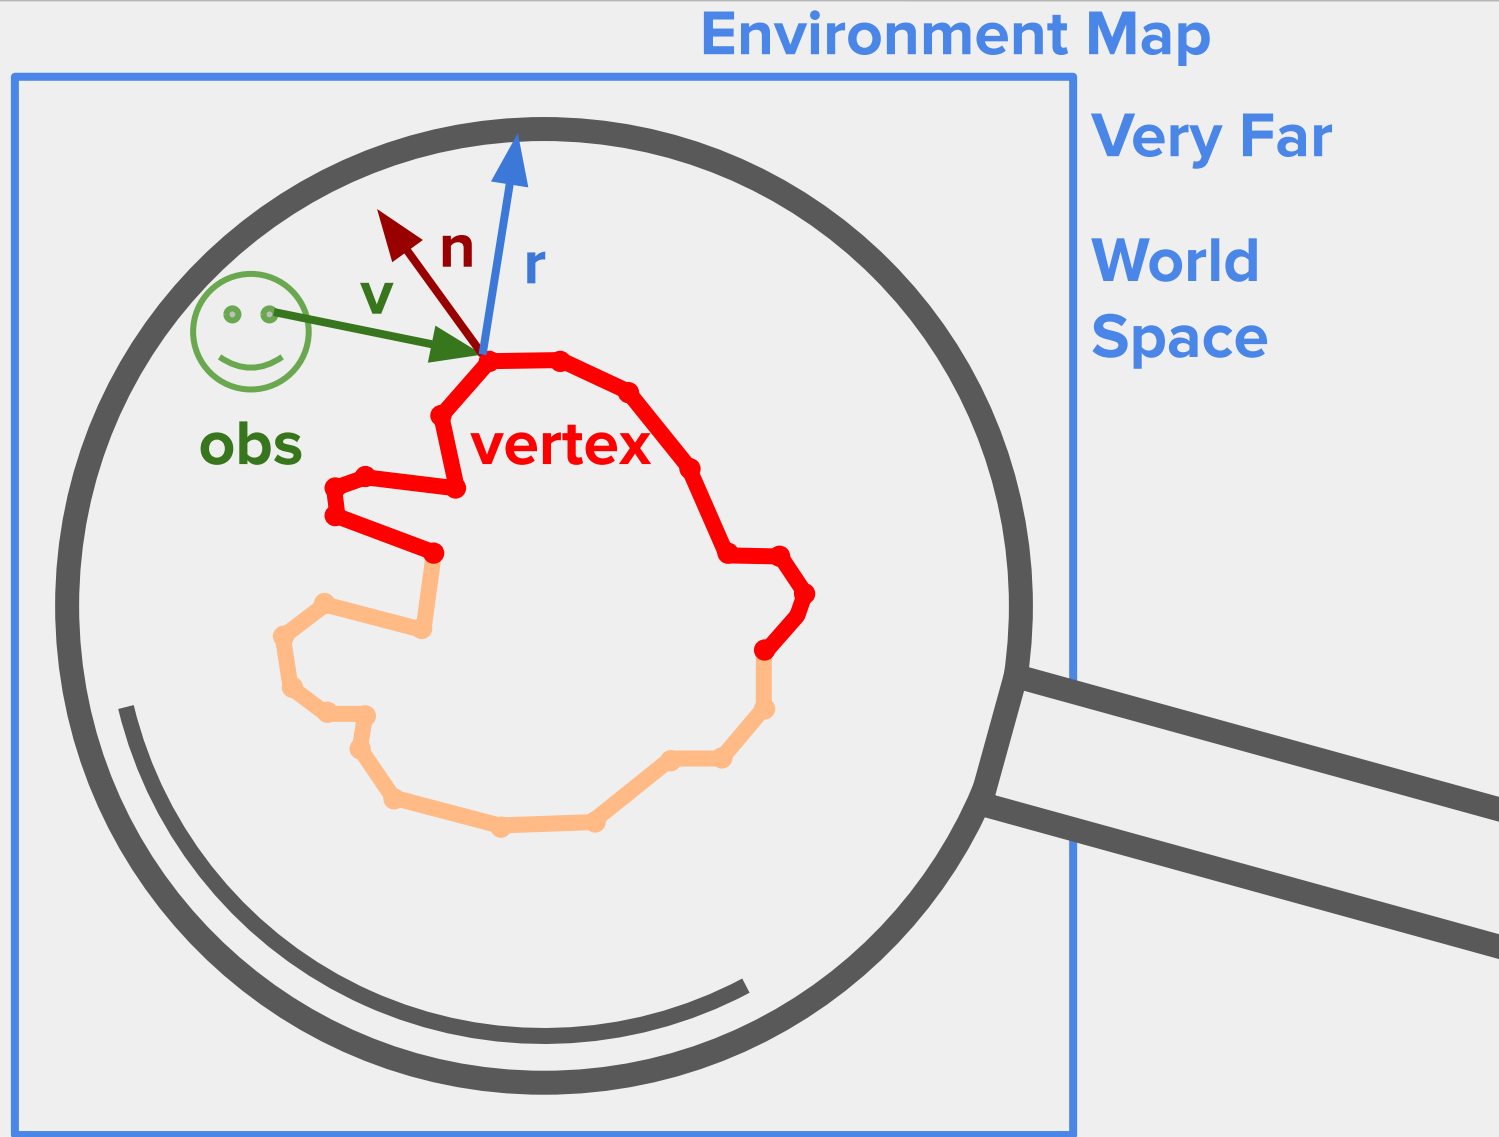 Environment Map
Very Far
World
Space
n
r
v
obs
vertex